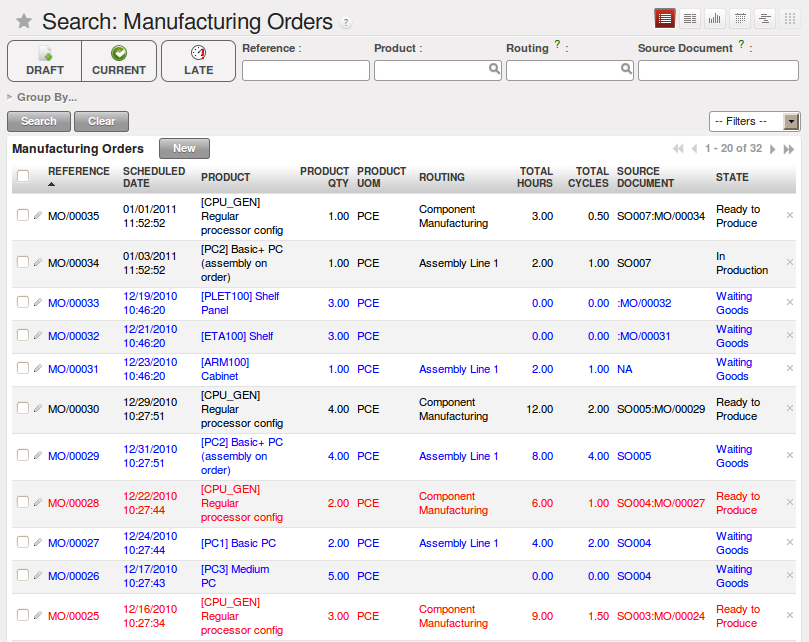 Search: Manufacturing Orders ?
DRAFT CURRENT LATE
Reference : Product : Routing ? : Source Document ? :
Group By...
Search Clear -- Filters --
Manufacturing Orders New 1 - 20 of 32
REFERENCE SCHEDULED DATE PRODUCT PRODUCT QTY PRODUCT UOM ROUTING TOTAL HOURS TOTAL CYCLES SOURCE DOCUMENT STATE
MO/00035 01/01/2011 11:52:52 [CPU_GEN] Regular processor config 1.00 PCE Component Manufacturing 3.00 0.50 SO007:MO/00034 Ready to Produce
MO/00034 01/03/2011 11:52:52 [PC2] Basic+ PC (assembly on order) 1.00 PCE Assembly Line 1 2.00 1.00 SO007 In Production
MO/00033 12/19/2010 10:46:20 [PLET100] Shelf Panel 3.00 PCE 0.00 0.00 :MO/00032 Waiting Goods
MO/00032 12/21/2010 10:46:20 [ETA100] Shelf 3.00 PCE 0.00 0.00 :MO/00031 Waiting Goods
MO/00031 12/23/2010 10:46:20 [ARM100] Cabinet 1.00 PCE Assembly Line 1 2.00 1.00 NA Waiting Goods
MO/00030 12/29/2010 10:27:51 [CPU_GEN] Regular processor config 4.00 PCE Component Manufacturing 12.00 2.00 SO005:MO/00029 Ready to Produce
MO/00029 12/31/2010 10:27:51 [PC2] Basic+ PC (assembly on order) 4.00 PCE Assembly Line 1 8.00 4.00 SO005 Waiting Goods
MO/00028 12/22/2010 10:27:44 [CPU_GEN] Regular processor config 2.00 PCE Component Manufacturing 6.00 1.00 SO004:MO/00027 Ready to Produce
MO/00027 12/24/2010 10:27:44 [PC1] Basic PC 2.00 PCE Assembly Line 1 4.00 2.00 SO004 Waiting Goods
MO/00026 12/17/2010 10:27:43 [PC3] Medium PC 5.00 PCE 0.00 0.00 SO004 Waiting Goods
MO/00025 12/16/2010 10:27:34 [CPU_GEN] Regular processor config 3.00 PCE Component Manufacturing 9.00 1.50 SO003:MO/00024 Ready to Produce